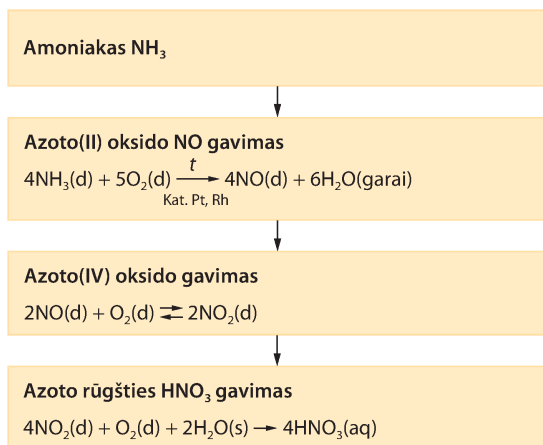 Amoniakas NH₃
Azoto(II) oksido NO gavimas
4NH₃(d) + 5O₂(d) t⟶ 4NO(d) + 6H₂O(garai)
Kat. Pt, Rh
Azoto(IV) oksido gavimas
2NO(d) + O₂(d) ⇄ 2NO₂(d)
Azoto rūgšties HNO₃ gavimas
4NO₂(d) + O₂(d) + 2H₂O(s) → 4HNO₃(aq)